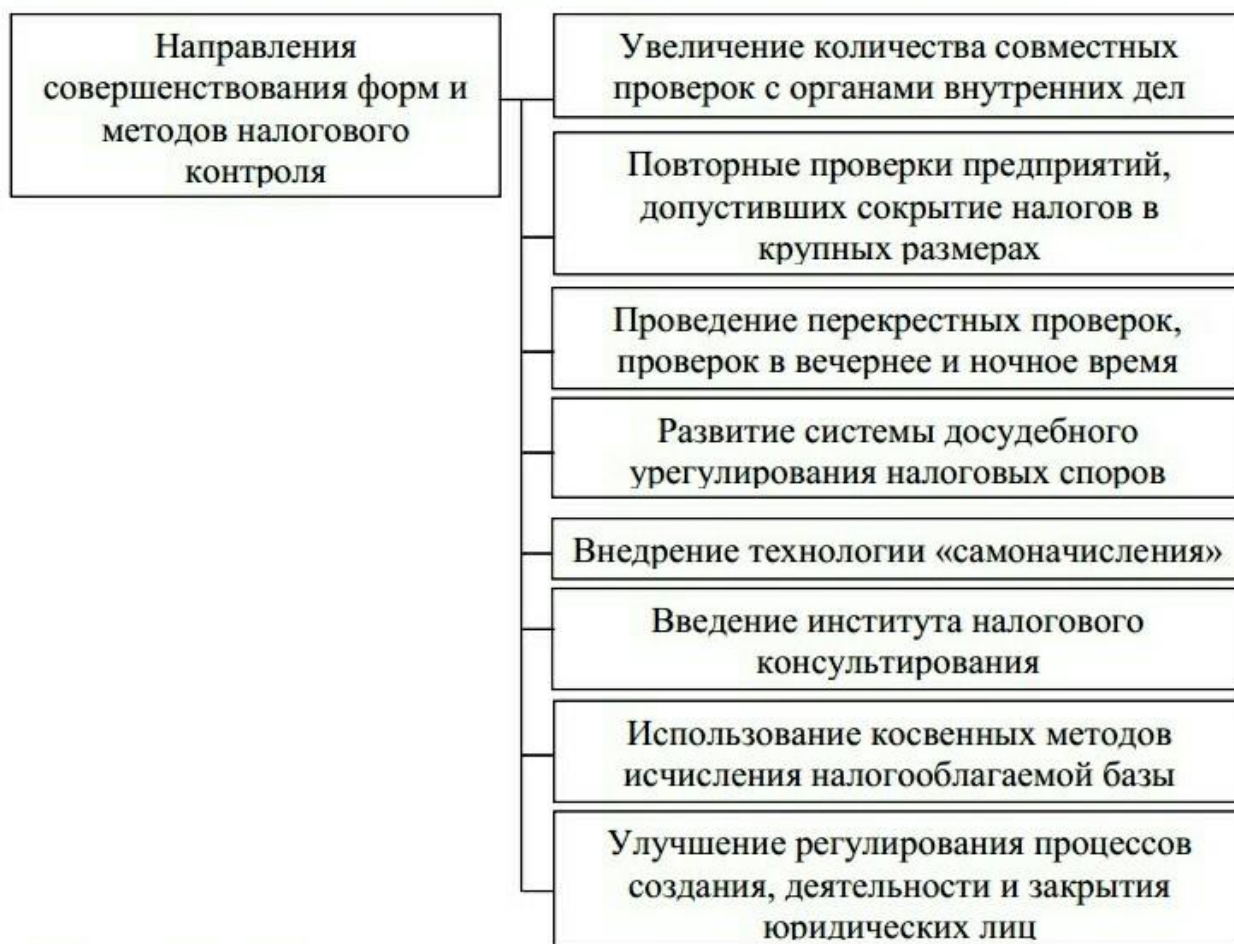 Направления
совершенствования форм и
методов налогового
контроля
Увеличение количества совместных
проверок с органами внутренних дел
Повторные проверки предприятий,
допустивших сокрытие налогов в
крупных размерах
Проведение перекрестных проверок,
проверок в вечернее и ночное время
Развитие системы досудебного
урегулирования налоговых споров
Внедрение технологии «самоначисления»
Введение института налогового
консультирования
Использование косвенных методов
исчисления налогооблагаемой базы
Улучшение регулирования процессов
создания, деятельности и закрытия
юридических лиц